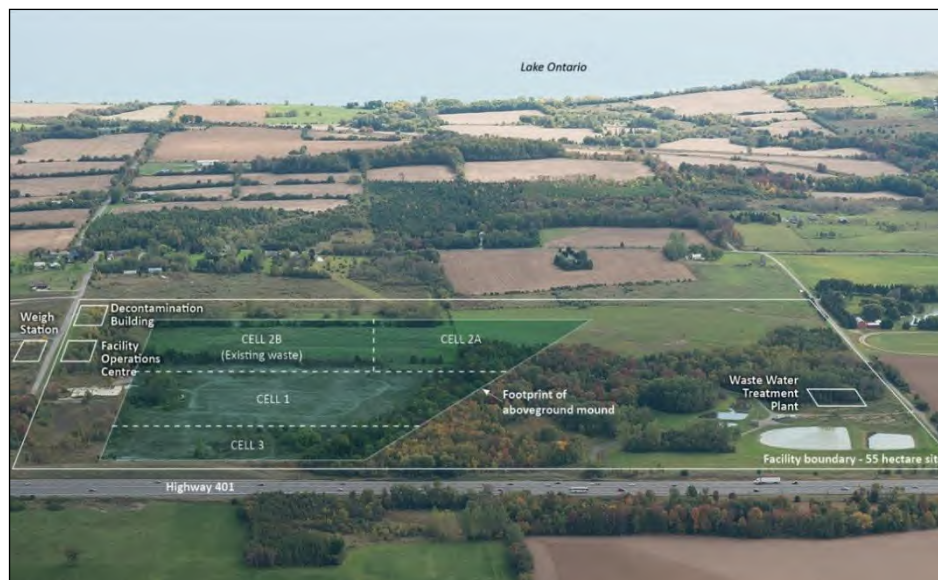 Lake Ontario
Decontamination
Building
Weigh
Station
Facility
Operations
Centre
CELL 2B
(Existing waste)
CELL 2A
CELL 1
CELL 3
Footprint of
aboveground mound
Waste Water
Treatment
Plant
Facility boundary - 55 hectare sit
Highway 401